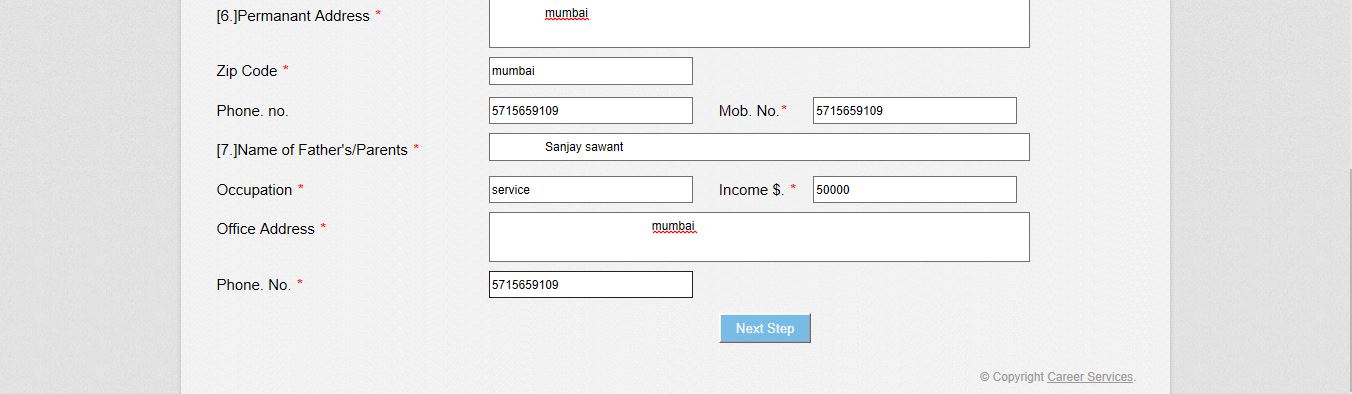 [6.]Permanant Address * mumbai
Zip Code * mumbai
Phone. no. 5715659109 Mob. No.* 5715659109
[7.]Name of Father's/Parents * Sanjay sawant
Occupation * service Income $. * 50000
Office Address * mumbai
Phone. No. * 5715659109
Next Step
© Copyright Career Services.